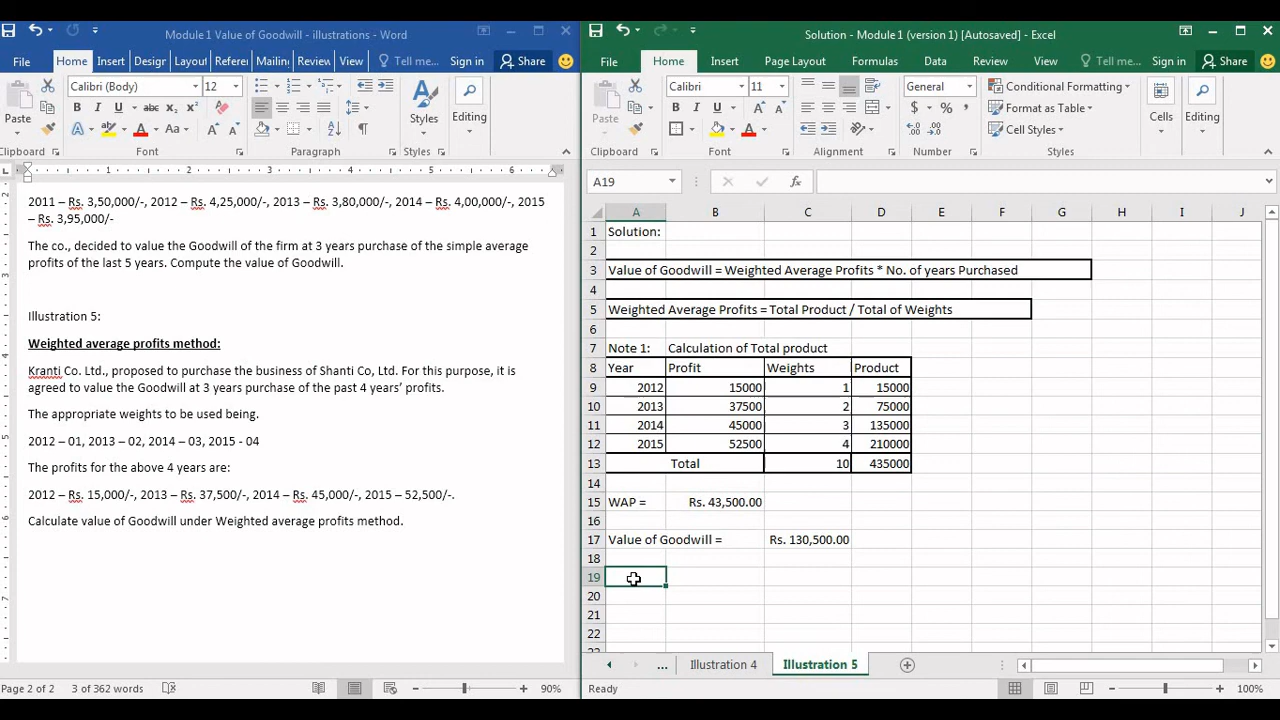 Module 1 Value of Goodwill - illustrations - Word
File Home Insert Design Layout Referen Mailing Review View Tell me... Sign in Share
Paste
Calibri (Body) 12
B I U abc x₂ x²
A A Aa A A
Styles Editing
Clipboard Font Paragraph Styles
1 2 3 4 5 6
2011 – Rs. 3,50,000/-, 2012 – Rs. 4,25,000/-, 2013 – Rs. 3,80,000/-, 2014 – Rs. 4,00,000/-, 2015
– Rs. 3,95,000/-
The co., decided to value the Goodwill of the firm at 3 years purchase of the simple average
profits of the last 5 years. Compute the value of Goodwill.
Illustration 5:
Weighted average profits method:
Kranti Co. Ltd., proposed to purchase the business of Shanti Co, Ltd. For this purpose, it is
agreed to value the Goodwill at 3 years purchase of the past 4 years’ profits.
The appropriate weights to be used being.
2012 – 01, 2013 – 02, 2014 – 03, 2015 - 04
The profits for the above 4 years are:
2012 – Rs. 15,000/-, 2013 – Rs. 37,500/-, 2014 – Rs. 45,000/-, 2015 – 52,500/-.
Calculate value of Goodwill under Weighted average profits method.
Page 2 of 2 3 of 362 words 90%
Solution - Module 1 (version 1) [Autosaved] - Excel
File Home Insert Page Layout Formulas Data Review View Tell me... Sign in Share
Paste
Calibri 11
B I U A A
General
$ % ,
Conditional Formatting
Format as Table
Cell Styles
Cells Editing
Clipboard Font Alignment Number Styles
A19 fx
A B C D E F G H I J
1 Solution:
2
3 Value of Goodwill = Weighted Average Profits * No. of years Purchased
4
5 Weighted Average Profits = Total Product / Total of Weights
6
7 Note 1: Calculation of Total product
8 Year Profit Weights Product
9 2012 15000 1 15000
10 2013 37500 2 75000
11 2014 45000 3 135000
12 2015 52500 4 210000
13 Total 10 435000
14
15 WAP = Rs. 43,500.00
16
17 Value of Goodwill = Rs. 130,500.00
18
19
20
21
22
... Illustration 4 Illustration 5
Ready 100%